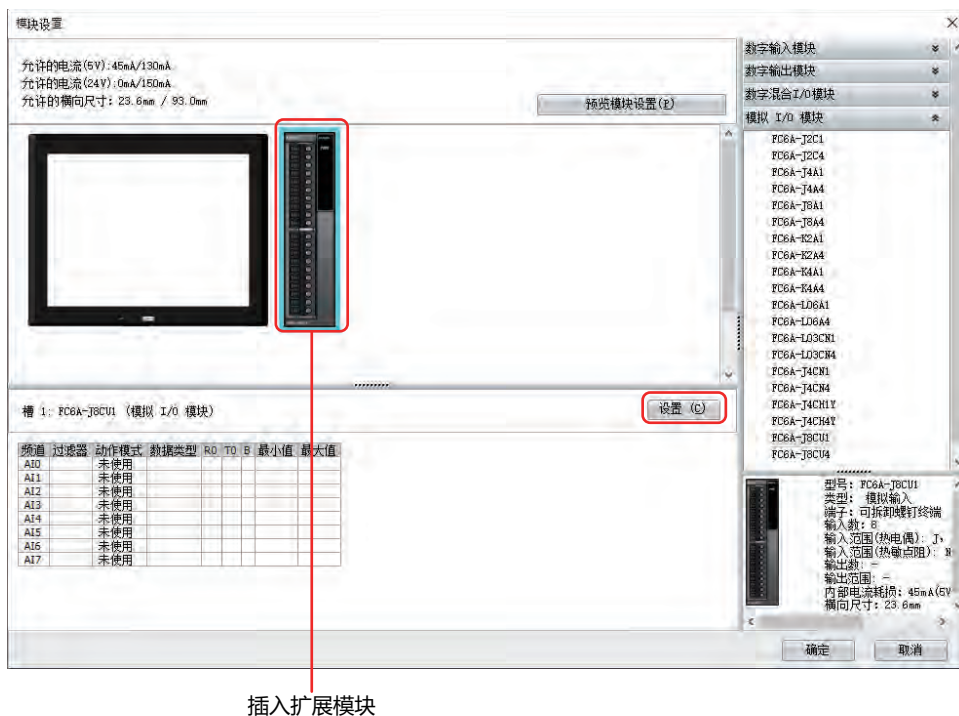 模块设置
允许的电流(5V):45mA/130mA
允许的电流(24V):0mA/150mA
允许的横向尺寸: 23.6mm / 93.0mm
预览模块设置(P)
槽 1: FC6A-J8CU1 (模拟 I/O 模块)
设置 (C)
频道 过滤器 动作模式 数据类型 RO TO B 最小值 最大值
AI0 未使用
AI1 未使用
AI2 未使用
AI3 未使用
AI4 未使用
AI5 未使用
AI6 未使用
AI7 未使用
数字输入模块
数字输出模块
数字混合I/O模块
模拟 I/O 模块
FC6A-J2C1
FC6A-J2C4
FC6A-J4A1
FC6A-J4A4
FC6A-J8A1
FC6A-J8A4
FC6A-K2A1
FC6A-K2A4
FC6A-K4A1
FC6A-K4A4
FC6A-L06A1
FC6A-L06A4
FC6A-L03CN1
FC6A-L03CN4
FC6A-J4CN1
FC6A-J4CN4
FC6A-J4CH1Y
FC6A-J4CH4Y
FC6A-J8CU1
FC6A-J8CU4
型号: FC6A-J8CU1
类型: 模拟输入
端子: 可拆卸螺钉终端
输入数: 8
输入范围(热电偶): J,
输入范围(热敏点阻): N
输出数: -
输出范围: -
内部电流耗损: 45mA(5V
横向尺寸: 23.6mm
确定
取消
插入扩展模块